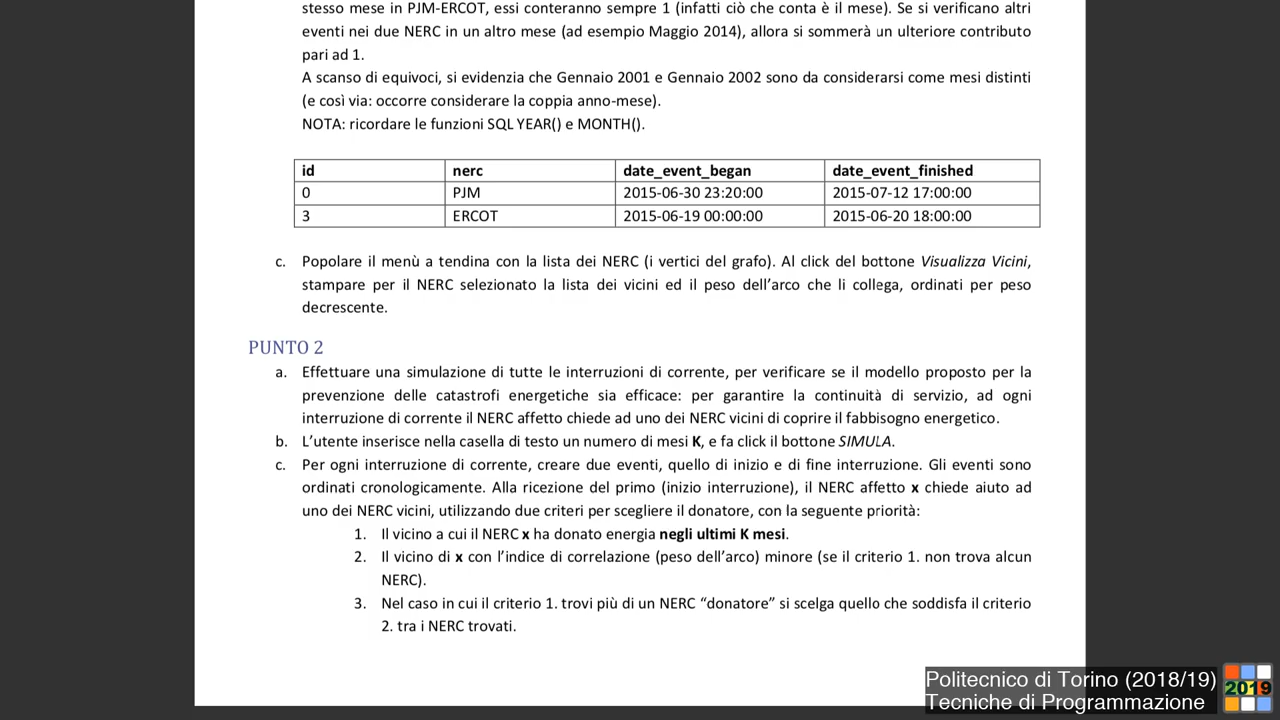 stesso mese in PJM-ERCOT, essi conteranno sempre 1 (infatti ciò che conta è il mese). Se si verificano altri
eventi nei due NERC in un altro mese (ad esempio Maggio 2014), allora si sommerà un ulteriore contributo
pari ad 1.
A scanso di equivoci, si evidenzia che Gennaio 2001 e Gennaio 2002 sono da considerarsi come mesi distinti
(e così via: occorre considerare la coppia anno-mese).
NOTA: ricordare le funzioni SQL YEAR() e MONTH().
id nerc date_event_began date_event_finished
0 PJM 2015-06-30 23:20:00 2015-07-12 17:00:00
3 ERCOT 2015-06-19 00:00:00 2015-06-20 18:00:00
c. Popolare il menù a tendina con la lista dei NERC (i vertici del grafo). Al click del bottone Visualizza Vicini,
stampare per il NERC selezionato la lista dei vicini ed il peso dell'arco che li collega, ordinati per peso
decrescente.
PUNTO 2
a. Effettuare una simulazione di tutte le interruzioni di corrente, per verificare se il modello proposto per la
prevenzione delle catastrofi energetiche sia efficace: per garantire la continuità di servizio, ad ogni
interruzione di corrente il NERC affetto chiede ad uno dei NERC vicini di coprire il fabbisogno energetico.
b. L'utente inserisce nella casella di testo un numero di mesi K, e fa click il bottone SIMULA.
c. Per ogni interruzione di corrente, creare due eventi, quello di inizio e di fine interruzione. Gli eventi sono
ordinati cronologicamente. Alla ricezione del primo (inizio interruzione), il NERC affetto x chiede aiuto ad
uno dei NERC vicini, utilizzando due criteri per scegliere il donatore, con la seguente priorità:
1. Il vicino a cui il NERC x ha donato energia negli ultimi K mesi.
2. Il vicino di x con l'indice di correlazione (peso dell'arco) minore (se il criterio 1. non trova alcun
NERC).
3. Nel caso in cui il criterio 1. trovi più di un NERC "donatore" si scelga quello che soddisfa il criterio
2. tra i NERC trovati.
Politecnico di Torino (2018/19)
Tecniche di Programmazione
2019